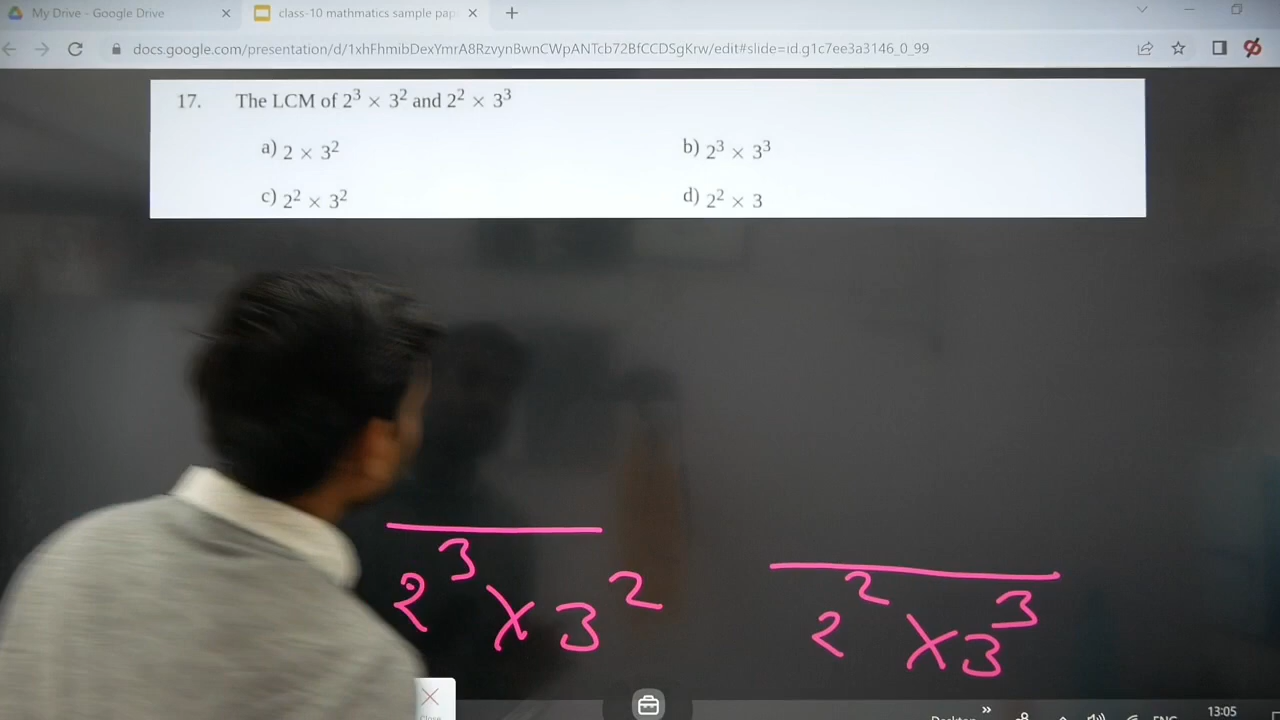 My Drive - Google Drive
class-10 mathmatics sample pap
docs.google.com/presentation/d/1xhFhmibDexYmrA8RzvynBwnCWpANTcb72BfCCDSgKrw/edit#slide=id.g1c7ee3a3146_0_99
17. The LCM of 2³ × 3² and 2² × 3³
a) 2 × 3² b) 2³ × 3³
c) 2² × 3² d) 2² × 3
2³ × 3² 2² × 3³
Close
13:05